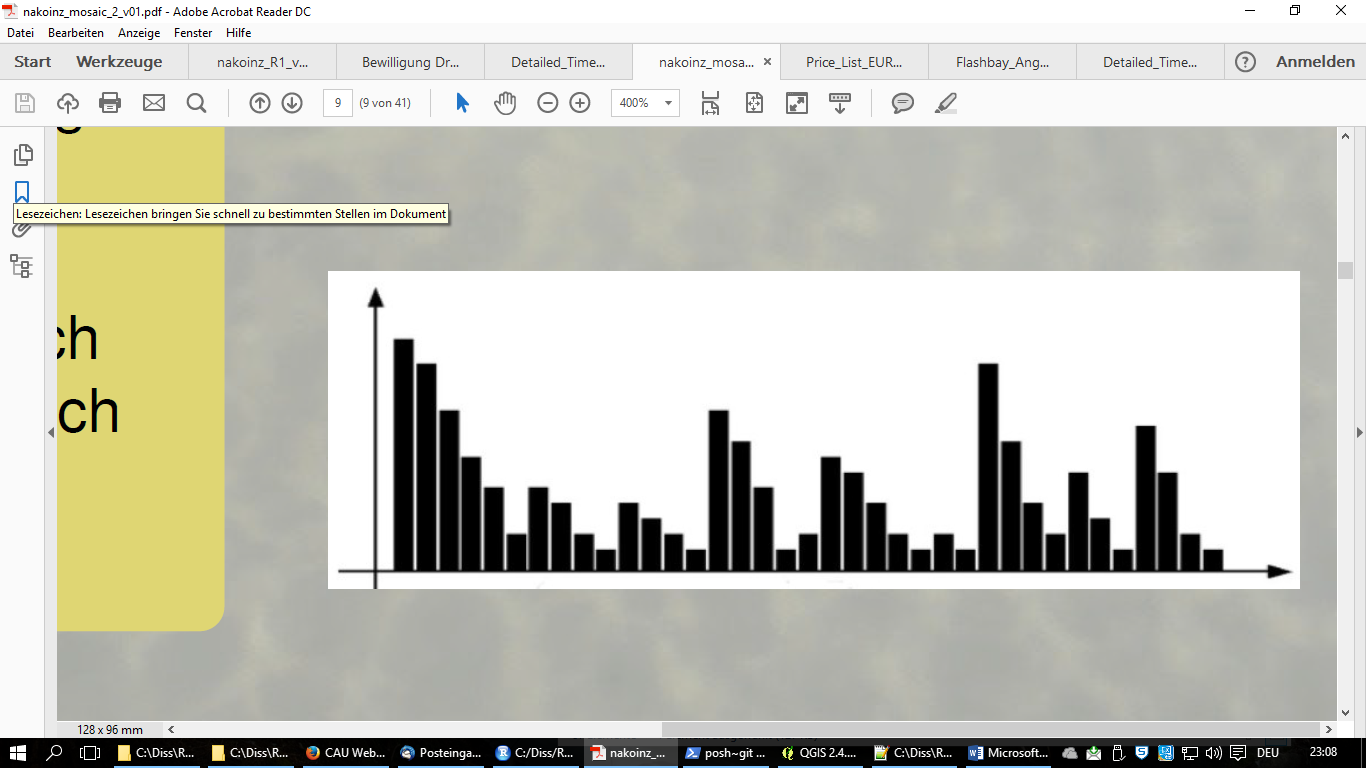 nakoinz_mosaic_2_v01.pdf - Adobe Acrobat Reader DC
Datei Bearbeiten Anzeige Fenster Hilfe
Start Werkzeuge nakoinz_R1_v... Bewilligung Dr... Detailed_Time... nakoinz_mosa... Price_List_EUR... Flashbay_Ang... Detailed_Time... Anmelden
9 (9 von 41) 400%
Lesezeichen: Lesezeichen bringen Sie schnell zu bestimmten Stellen im Dokument
ch
ch
128 x 96 mm
C:\Diss\R... C:\Diss\R... CAU Web... Posteinga... C:/Diss/R... nakoinz_... posh~git ... QGIS 2.4.... C:\Diss\R... Microsoft... DEU 23:08